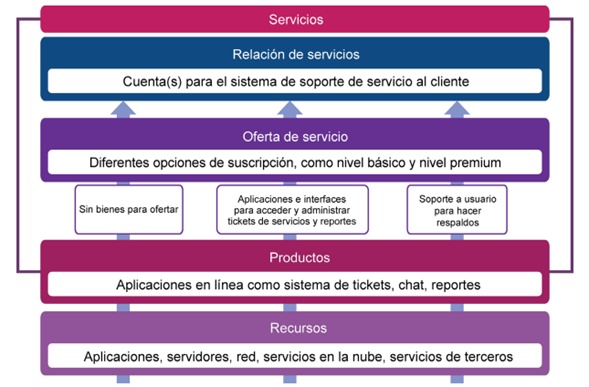 Servicios
Relación de servicios
Cuenta(s) para el sistema de soporte de servicio al cliente
Oferta de servicio
Diferentes opciones de suscripción, como nivel básico y nivel premium
Sin bienes para ofertar
Aplicaciones e interfaces
para acceder y administrar
tickets de servicios y reportes
Soporte a usuario
para hacer
respaldos
Productos
Aplicaciones en línea como sistema de tickets, chat, reportes
Recursos
Aplicaciones, servidores, red, servicios en la nube, servicios de terceros